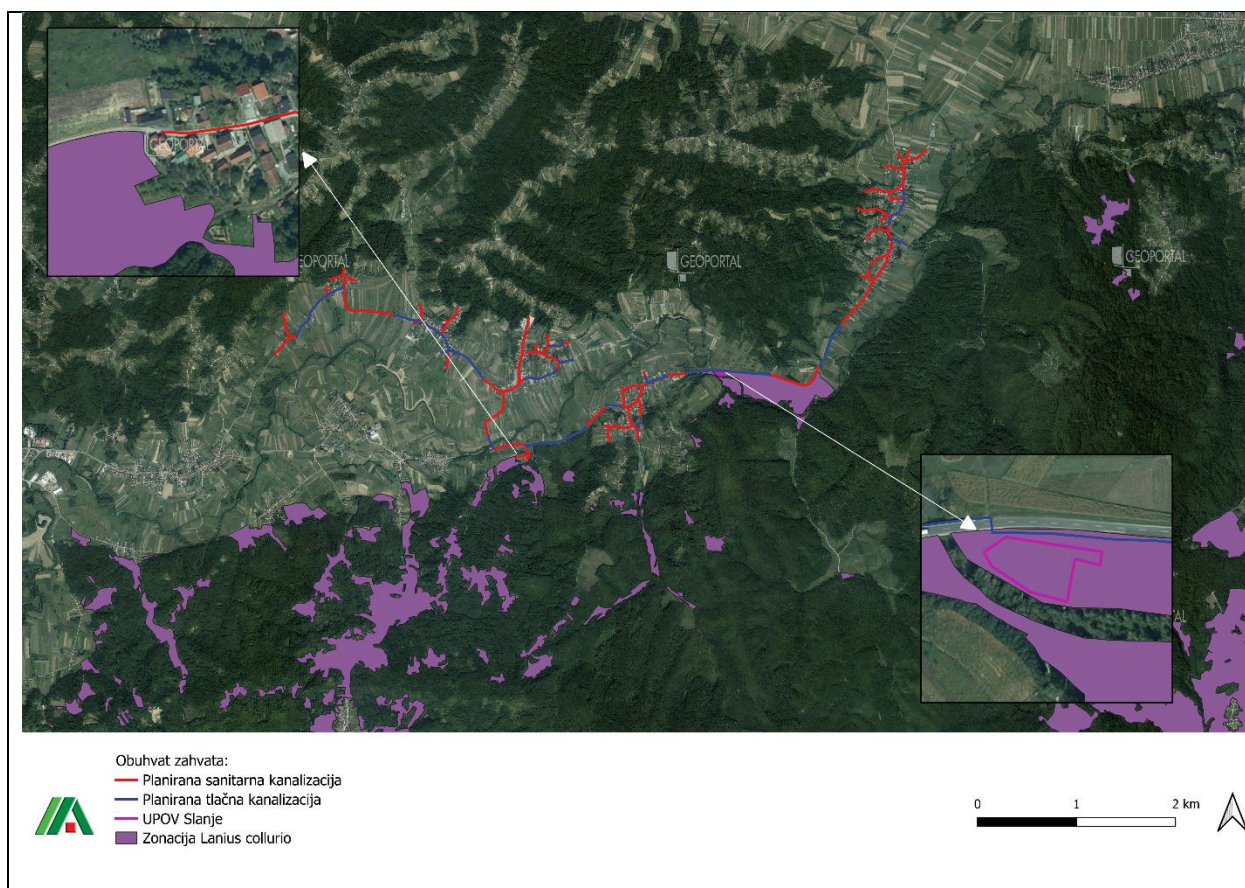 GEOPORTAL
EOPORTAL
GEOPORTAL
GEOPORTAL
Obuhvat zahvata:
Planirana sanitarna kanalizacija
Planirana tlačna kanalizacija
UPOV Slanje
Zonacija Lanius collurio
0 1 2 km